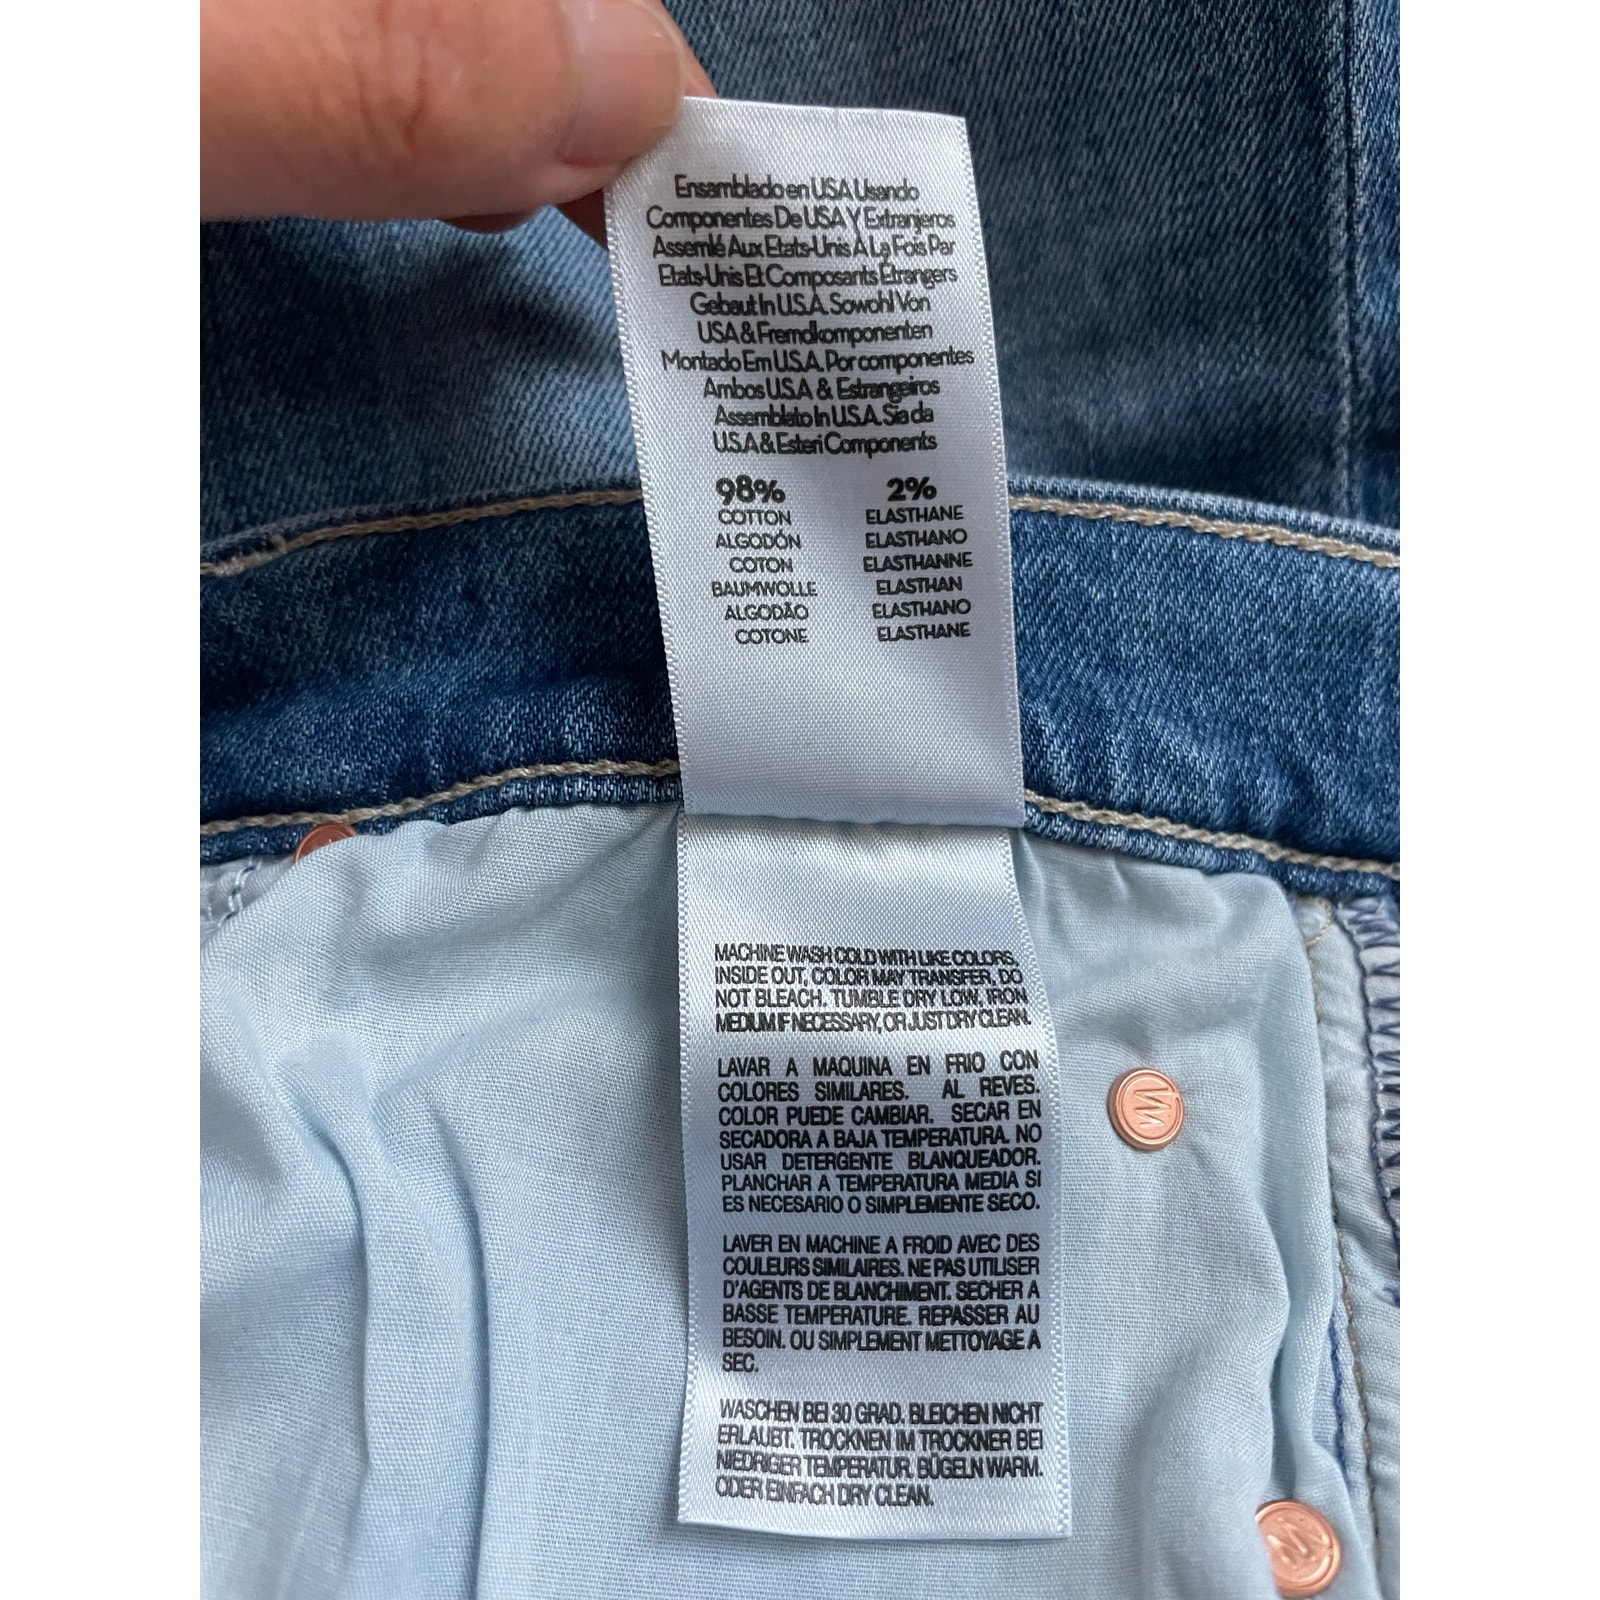 Ensamblado en USA Usando
Componentes De USA Y Extranjeros
Assemlé Aux Etats-Unis À La Fois Par
Etats-Unis Et Composants Étrangers
Gebaut In U.S.A. Sowohl Von
USA & Fremdkomponenten
Montado Em U.S.A. Por componentes
Ambos U.S.A & Estrangeiros
Assemblato In U.S.A. Sia da
U.S.A & Esteri Components
98% 2%
COTTON ELASTHANE
ALGODÓN ELASTHANO
COTON ELASTHANNE
BAUMWOLLE ELASTHAN
ALGODÃO ELASTHANO
COTONE ELASTHANE
MACHINE WASH COLD WITH LIKE COLORS,
INSIDE OUT, COLOR MAY TRANSFER, DO
NOT BLEACH. TUMBLE DRY LOW, IRON
MEDIUM IF NECESSARY, OR JUST DRY CLEAN.
LAVAR A MAQUINA EN FRIO CON
COLORES SIMILARES. AL REVES.
COLOR PUEDE CAMBIAR. SECAR EN
SECADORA A BAJA TEMPERATURA. NO
USAR DETERGENTE BLANQUEADOR.
PLANCHAR A TEMPERATURA MEDIA SI
ES NECESARIO O SIMPLEMENTE SECO.
LAVER EN MACHINE A FROID AVEC DES
COULEURS SIMILAIRES. NE PAS UTILISER
D'AGENTS DE BLANCHIMENT. SECHER A
BASSE TEMPERATURE. REPASSER AU
BESOIN. OU SIMPLEMENT METTOYAGE A
SEC.
WASCHEN BEI 30 GRAD. BLEICHEN NICHT
ERLAUBT. TROCKNEN IM TROCKNER BEI
NIEDRIGER TEMPERATUR. BÜGELN WARM.
ODER EINFACH DRY CLEAN.